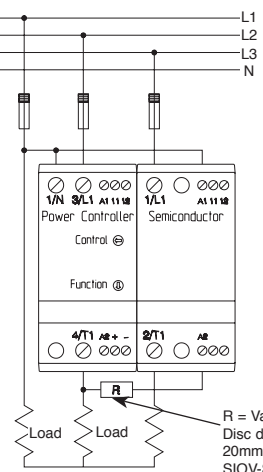 L1
L2
L3
N
1/N 3/L1 A1 11 12 1/L1 A1 11 12
Power Controller Semiconductor
Control
Function
4/T1 A2 + - 2/T1 A2
R
R = Va
Disc d
20mm
SIOV-
Load Load